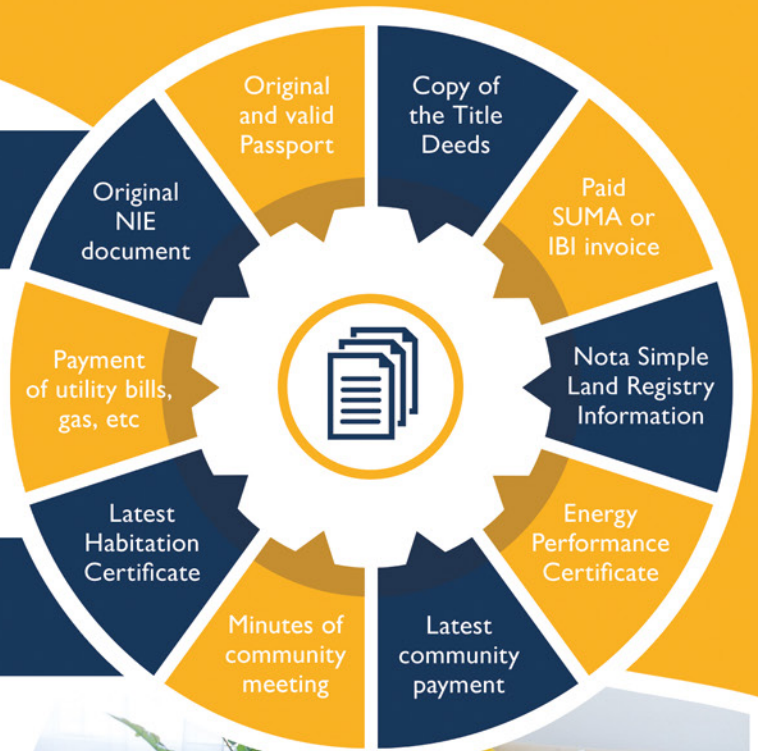 Original
and valid
Passport
Copy of
the Title
Deeds
Paid
SUMA or
IBI invoice
Nota Simple
Land Registry
Information
Energy
Performance
Certificate
Latest
community
payment
Minutes of
community
meeting
Latest
Habitation
Certificate
Payment
of utility bills,
gas, etc
Original
NIE
document